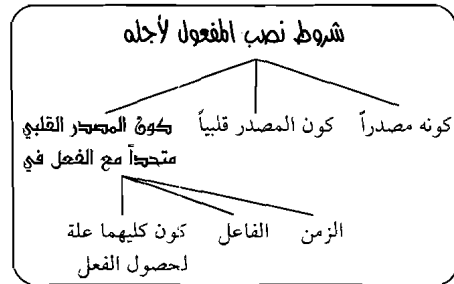 شروط نصب المفعول لأجله
كونه مصدراً
كون المصدر قلبياً
كون المصدر القلبي
متحداً مع الفعل في
الزمن
الفاعل
كون كليهما علة
لحصول الفعل